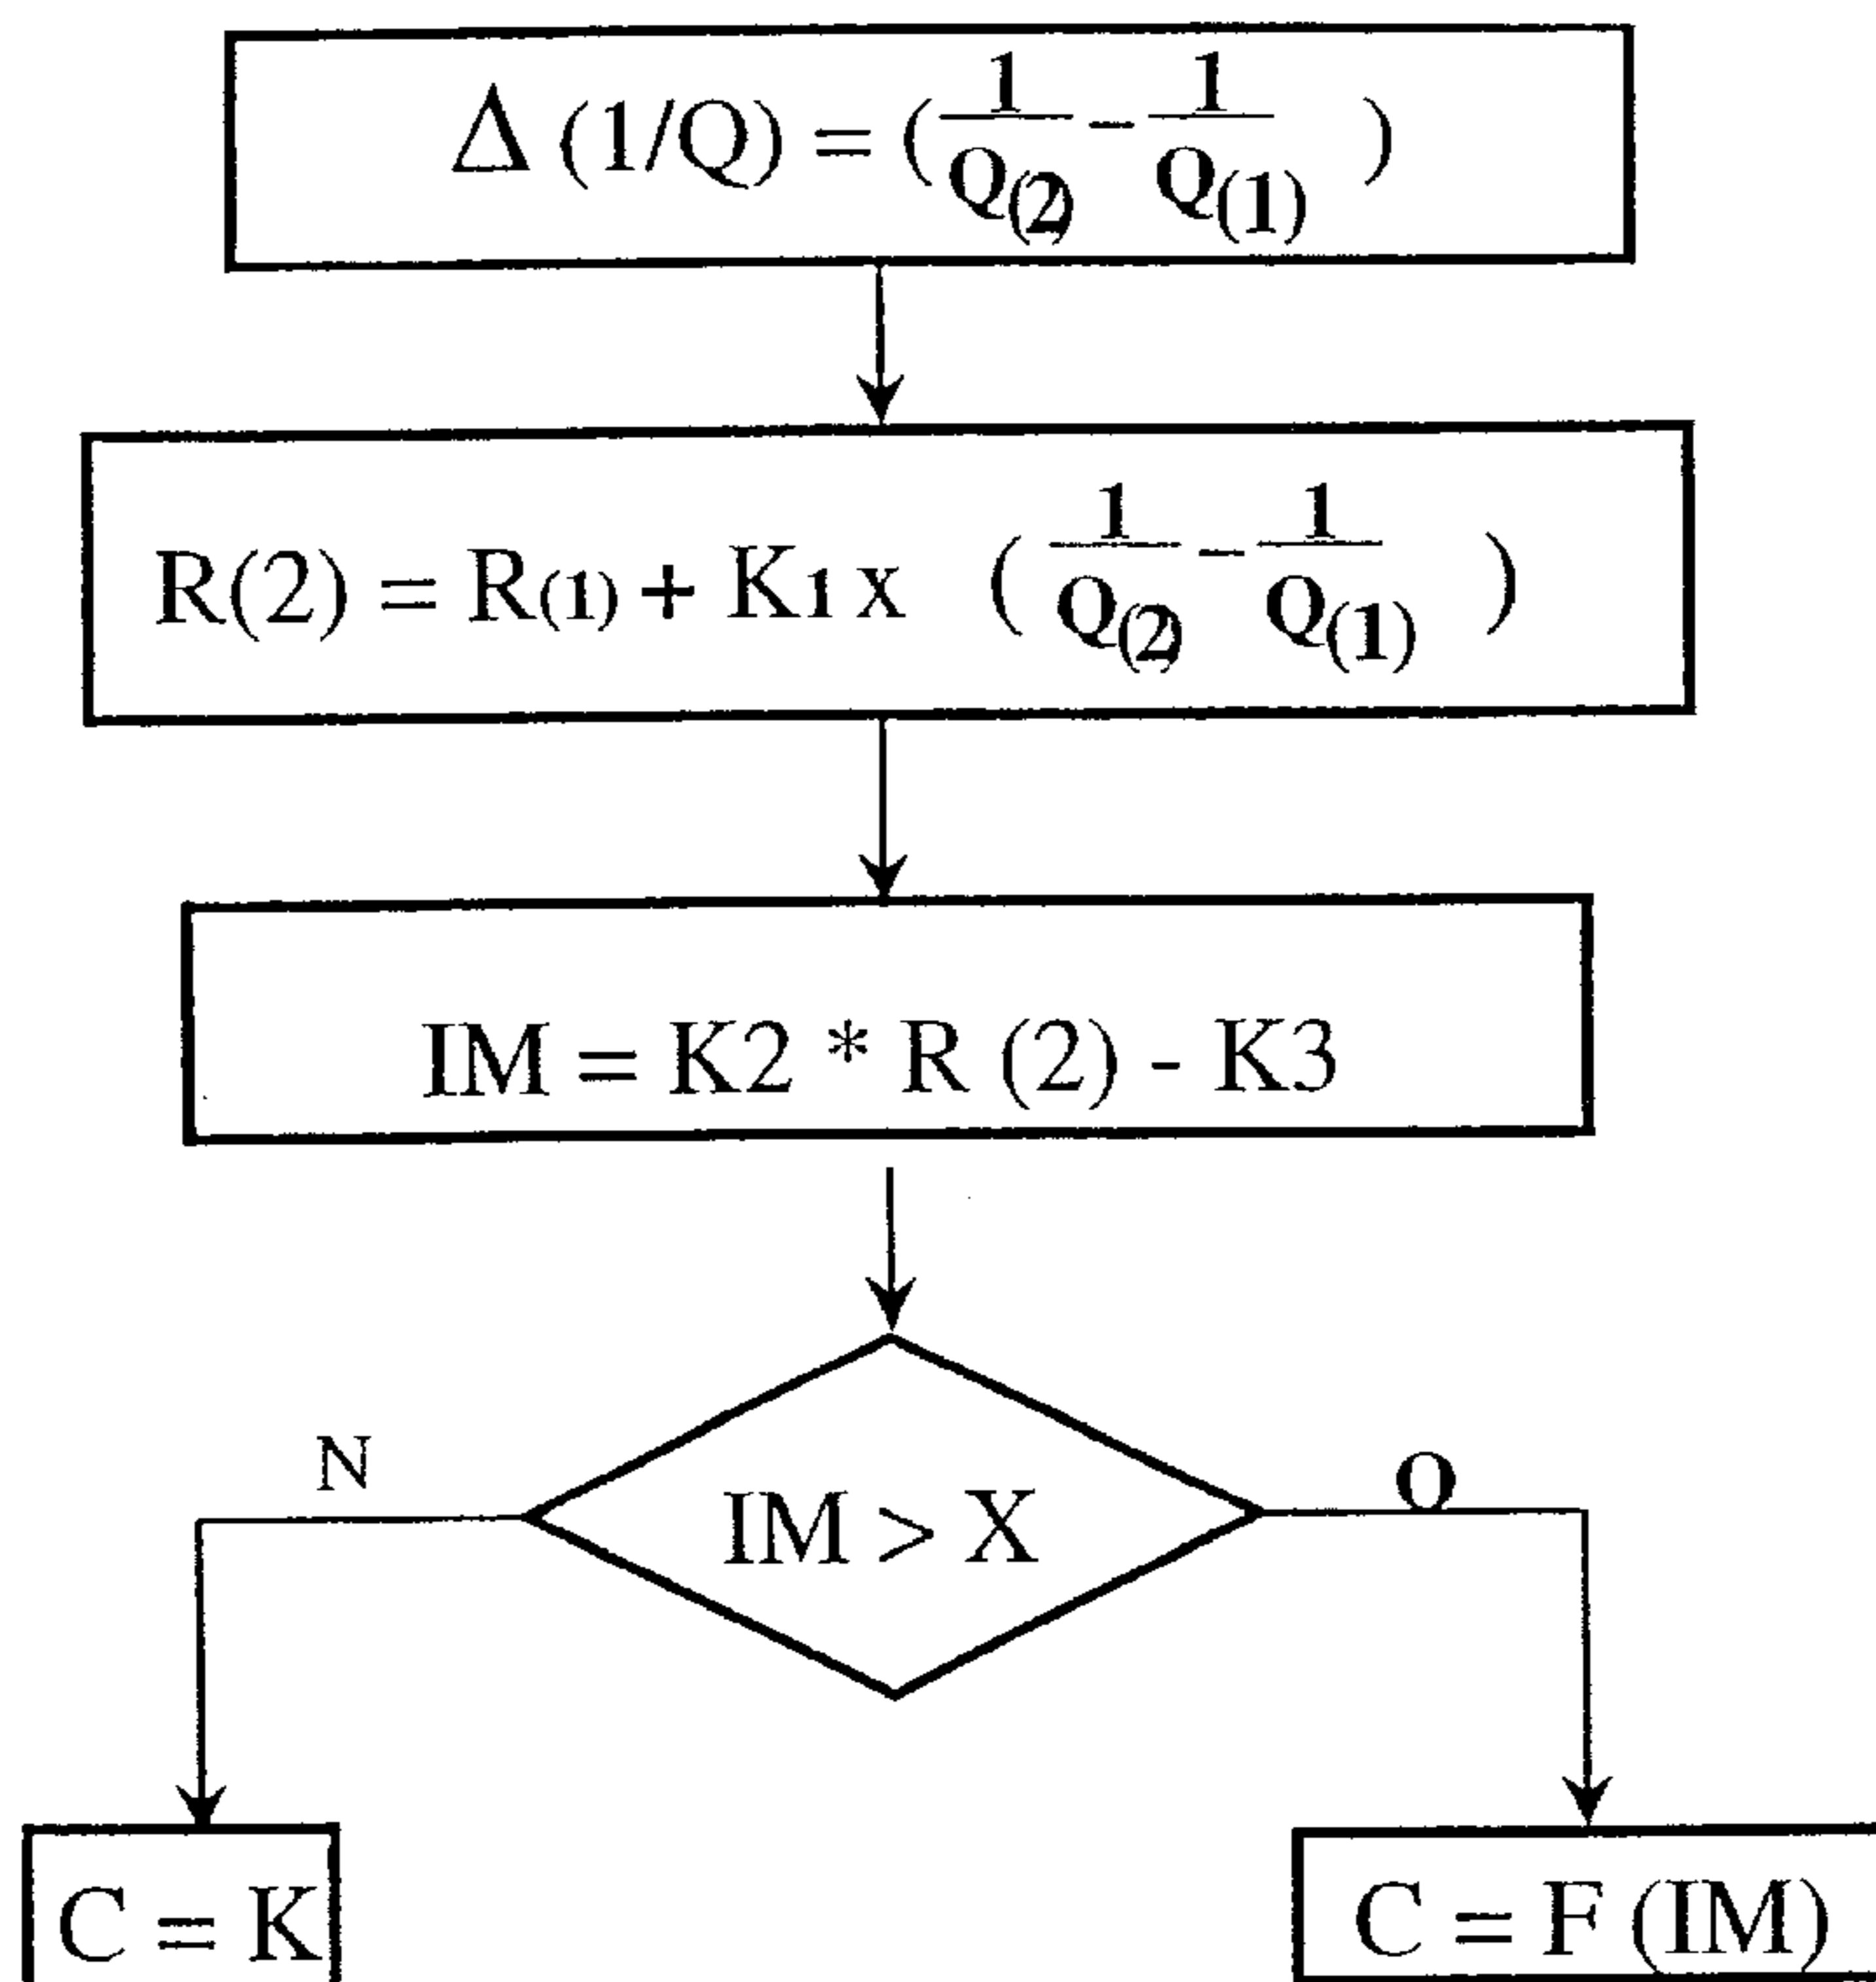 Δ (1/Q) = (1/Q(2) - 1/Q(1))
R(2) = R(1) + K1 x (1/Q(2) - 1/Q(1))
IM = K2 * R (2) - K3
N
O
IM > X
C = K
C = F (IM)